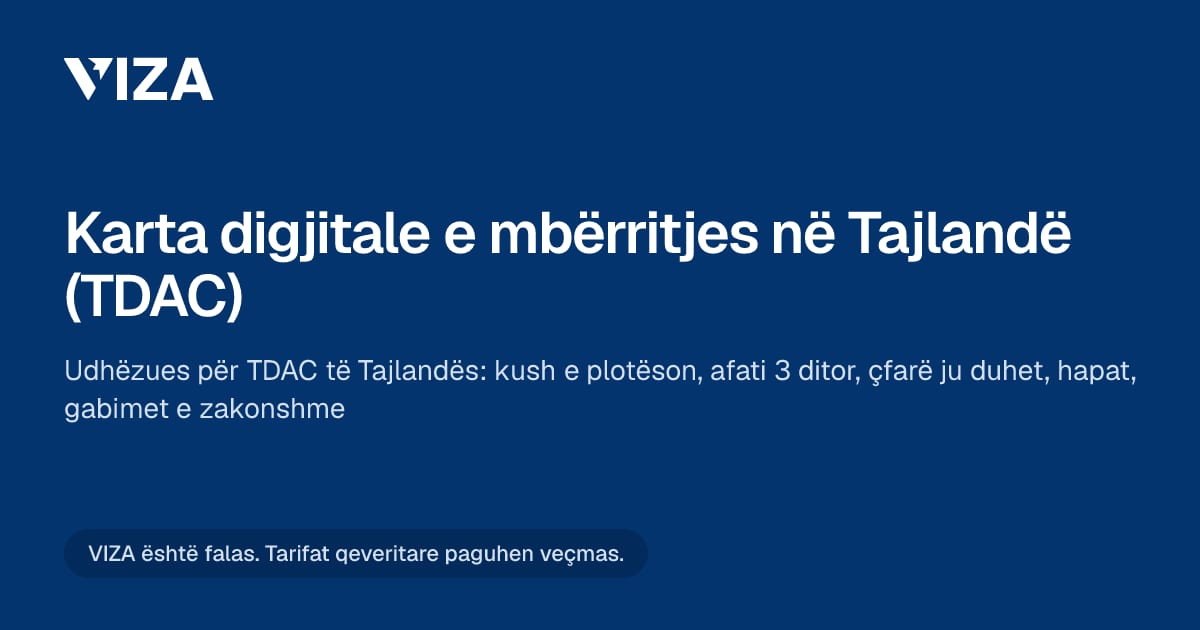 VIZA
Karta digjitale e mbërritjes në Tajlandë
(TDAC)
Udhëzues për TDAC të Tajlandës: kush e plotëson, afati 3 ditor, çfarë ju duhet, hapat,
gabimet e zakonshme
VIZA është falas. Tarifat qeveritare paguhen veçmas.